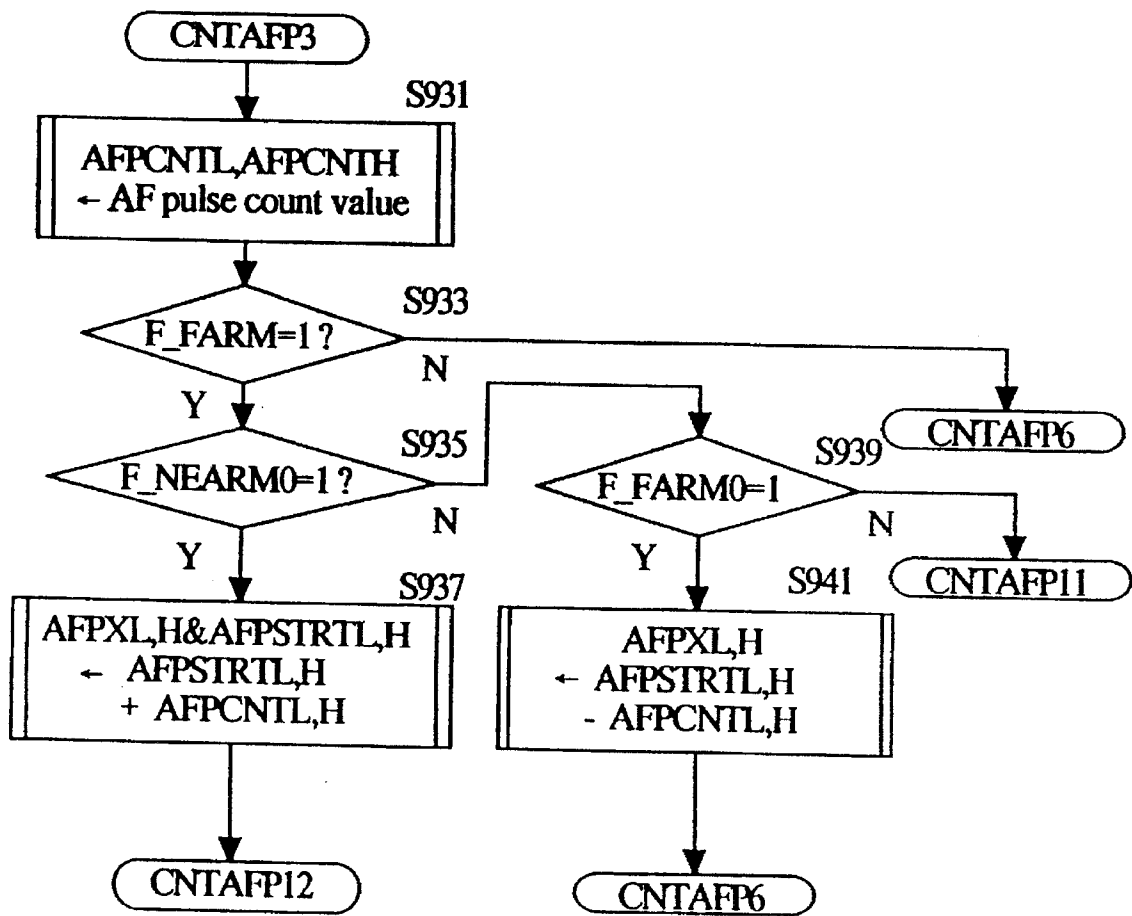 CNTAFP3
S931
AFPCNTL,AFPCNTH
← AF pulse count value
S933
F_FARM=1 ?
N
Y
CNTAFP6
S935
F_NEARM0=1 ?
N
Y
S939
F_FARM0=1
N
Y
CNTAFP11
S937
AFPXL,H&AFPSTRTL,H
← AFPSTRTL,H
+ AFPCNTL,H
S941
AFPXL,H
← AFPSTRTL,H
- AFPCNTL,H
CNTAFP12
CNTAFP6